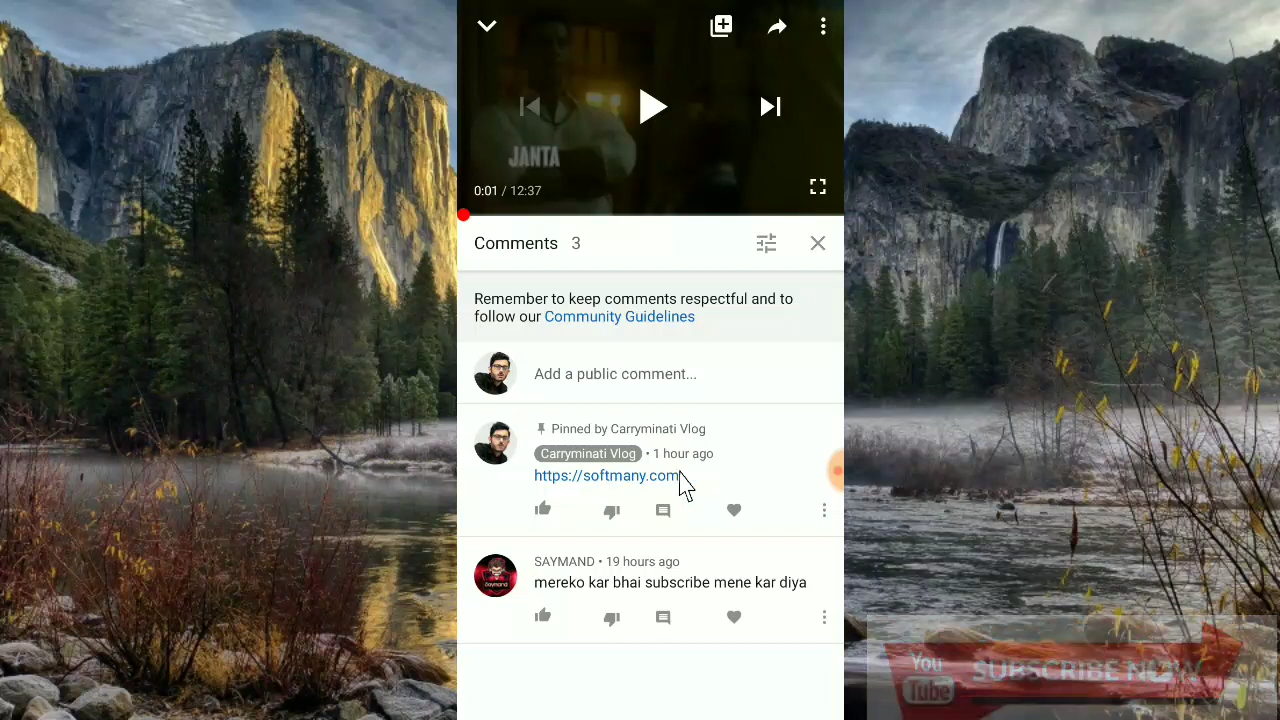 JANTA
0:01 / 12:37
Comments 3
Remember to keep comments respectful and to
follow our Community Guidelines
Add a public comment...
Pinned by Carryminati Vlog
Carryminati Vlog • 1 hour ago
https://softmany.com
SAYMAND • 19 hours ago
mereko kar bhai subscribe mene kar diya
You
Tube
SUBSCRIBE NOW